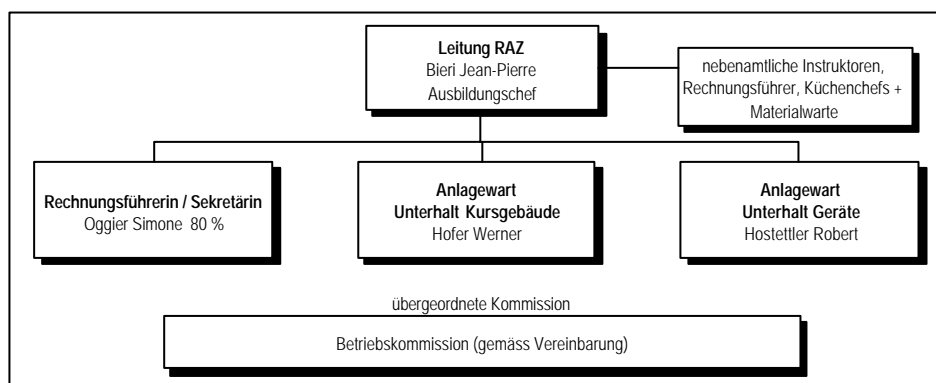 Leitung RAZ
Bieri Jean-Pierre
Ausbildungschef
nebenamtliche Instruktoren,
Rechnungsführer, Küchenchefs +
Materialwarte
Rechnungsführerin / Sekretärin
Oggier Simone 80 %
Anlagewart
Unterhalt Kursgebäude
Hofer Werner
Anlagewart
Unterhalt Geräte
Hostettler Robert
übergeordnete Kommission
Betriebskommission (gemäss Vereinbarung)